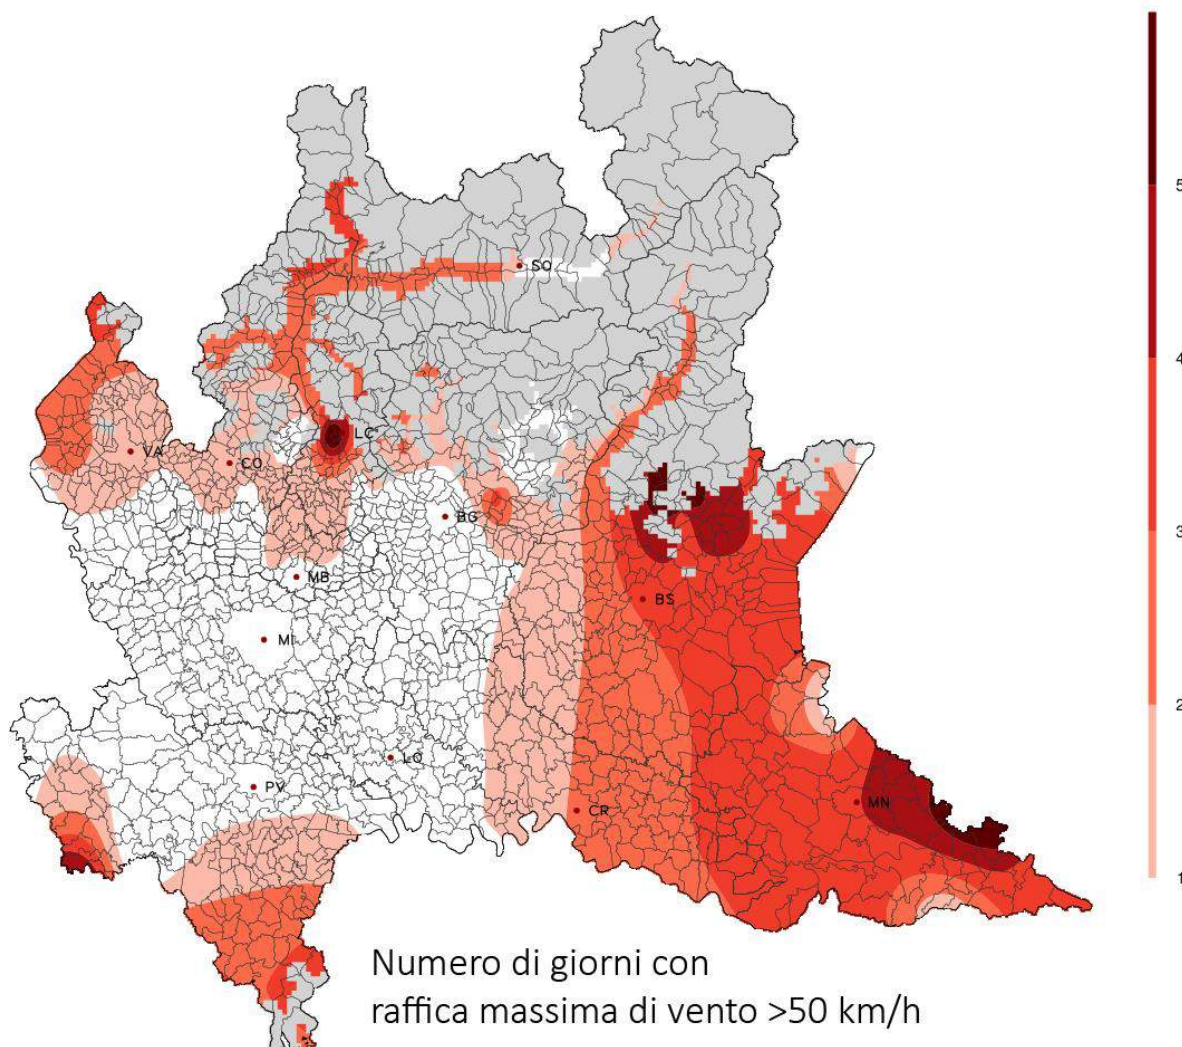 5
SO
4
LC
VA
CO
BG
3
MB
BS
MI
2
LO
PV
MN
CR
1
Numero di giorni con
raffica massima di vento >50 km/h